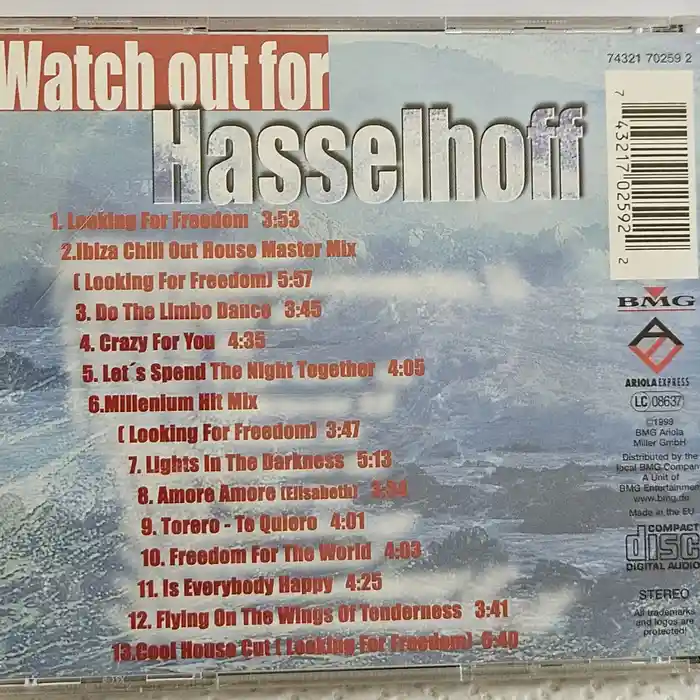 Watch out for
Hasselhoff
1. Looking For Freedom 3:53
2.Ibiza Chill Out House Master Mix
( Looking For Freedom) 5:57
3. Do The Limbo Dance 3:45
4. Crazy For You 4:35
5. Let´s Spend The Night Together 4:05
6.Millenium Hit Mix
( Looking For Freedom) 3:47
7. Lights In The Darkness 5:13
8. Amore Amore (Elisabeth) 3:54
9. Torero - Te Quiero 4:01
10. Freedom For The World 4:03
11. Is Everybody Happy 4:25
12. Flying On The Wings Of Tenderness 3:41
13.Cool House Cut ( Looking For Freedom) 6:40
74321 70259 2
7 43217 02592 2
BMG
ARIOLA EXPRESS
LC 08637
©1999
BMG Ariola
Miller GmbH
Distributed by the
local BMG Compan
A Unit of
BMG Entertainmen
www.bmg.de
Made in the EU
COMPACT
disc
DIGITAL AUDIO
STEREO
All trademarks
and logos are
protected!